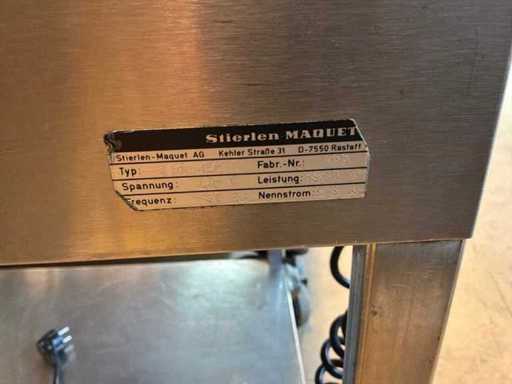 Stierlen MAQUET
Stierlen-Maquet AG Kehler Straße 31 D-7550 Rastatt
Typ: Fabr.-Nr.:
Spannung: Leistung:
Frequenz: Nennstrom: